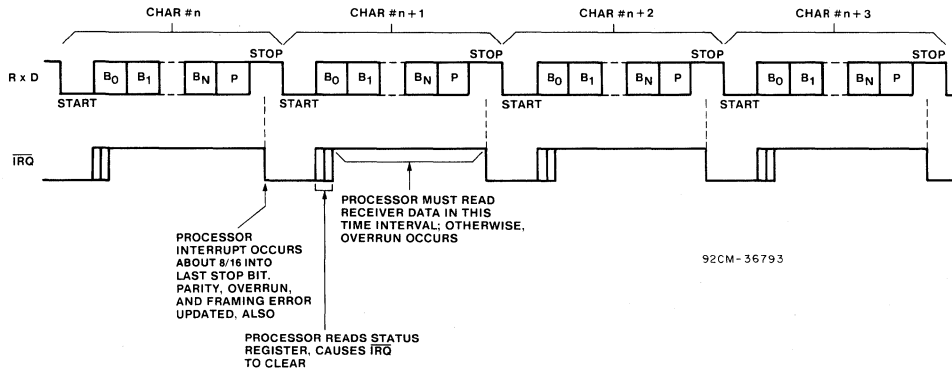 CHAR #n CHAR #n+1 CHAR #n+2 CHAR #n+3
STOP STOP STOP STOP
R x D B0 B1 BN P B0 B1 BN P B0 B1 BN P B0 B1 BN P
START START START START
IRQ
PROCESSOR
INTERRUPT OCCURS
ABOUT 8/16 INTO
LAST STOP BIT.
PARITY, OVERRUN,
AND FRAMING ERROR
UPDATED, ALSO
PROCESSOR MUST READ
RECEIVER DATA IN THIS
TIME INTERVAL; OTHERWISE,
OVERRUN OCCURS
92CM-36793
PROCESSOR READS STATUS
REGISTER, CAUSES IRQ
TO CLEAR